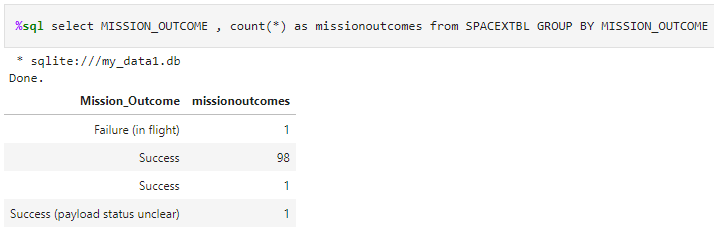 %sql select MISSION_OUTCOME , count(*) as missionoutcomes from SPACEXTBL GROUP BY MISSION_OUTCOME
* sqlite:///my_data1.db
Done.
Mission_Outcome missionoutcomes
Failure (in flight) 1
Success 98
Success 1
Success (payload status unclear) 1